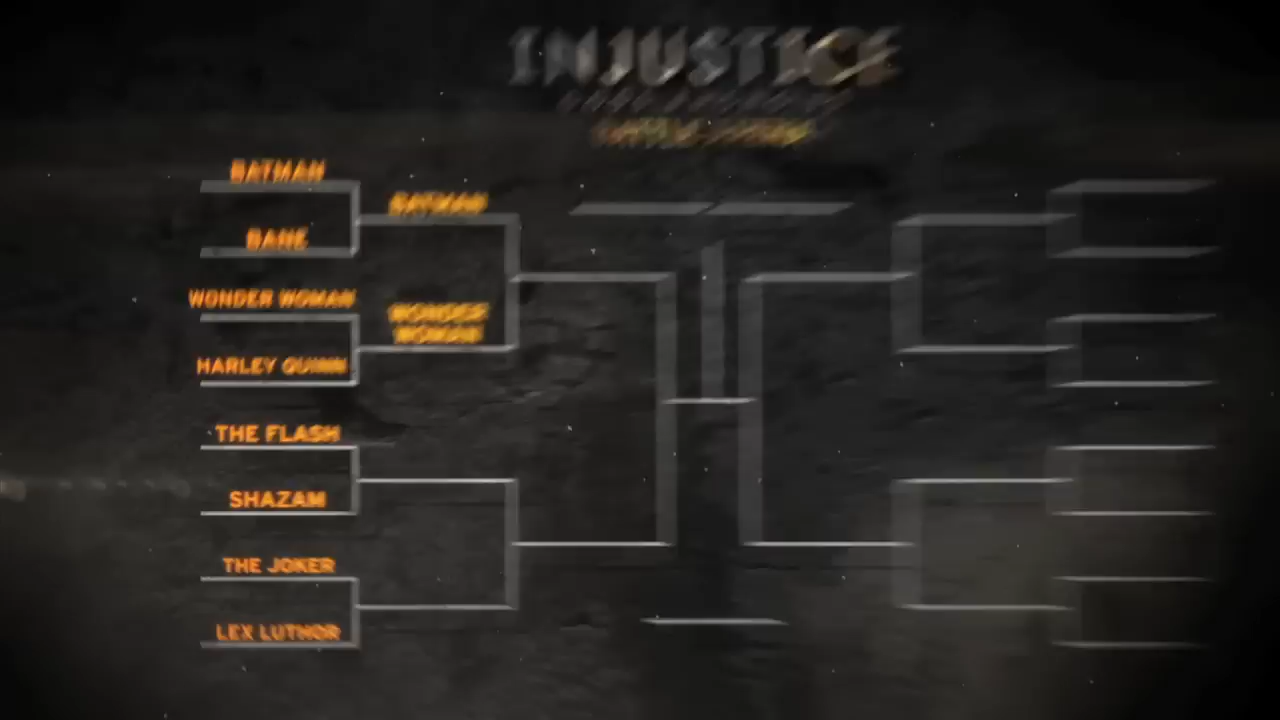 INJUSTICE
BATMAN
BANE
WONDER WOMAN
HARLEY QUINN
THE FLASH
SHAZAM
THE JOKER
LEX LUTHOR
BATMAN
WONDER
WOMAN